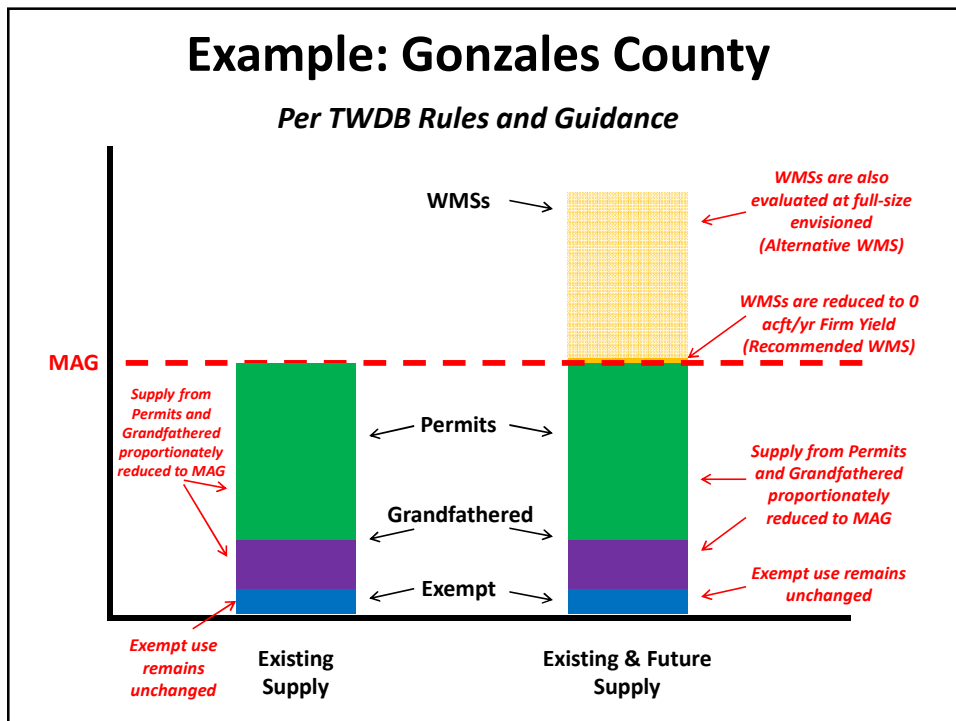 Example: Gonzales County
Per TWDB Rules and Guidance
WMSs
WMSs are also
evaluated at full-size
envisioned
(Alternative WMS)
WMSs are reduced to 0
acft/yr Firm Yield
(Recommended WMS)
MAG
Supply from
Permits and
Grandfathered
proportionately
reduced to MAG
Permits
Supply from Permits
and Grandfathered
proportionately
reduced to MAG
Grandfathered
Exempt
Exempt use remains
unchanged
Exempt use
remains
unchanged
Existing
Supply
Existing & Future
Supply